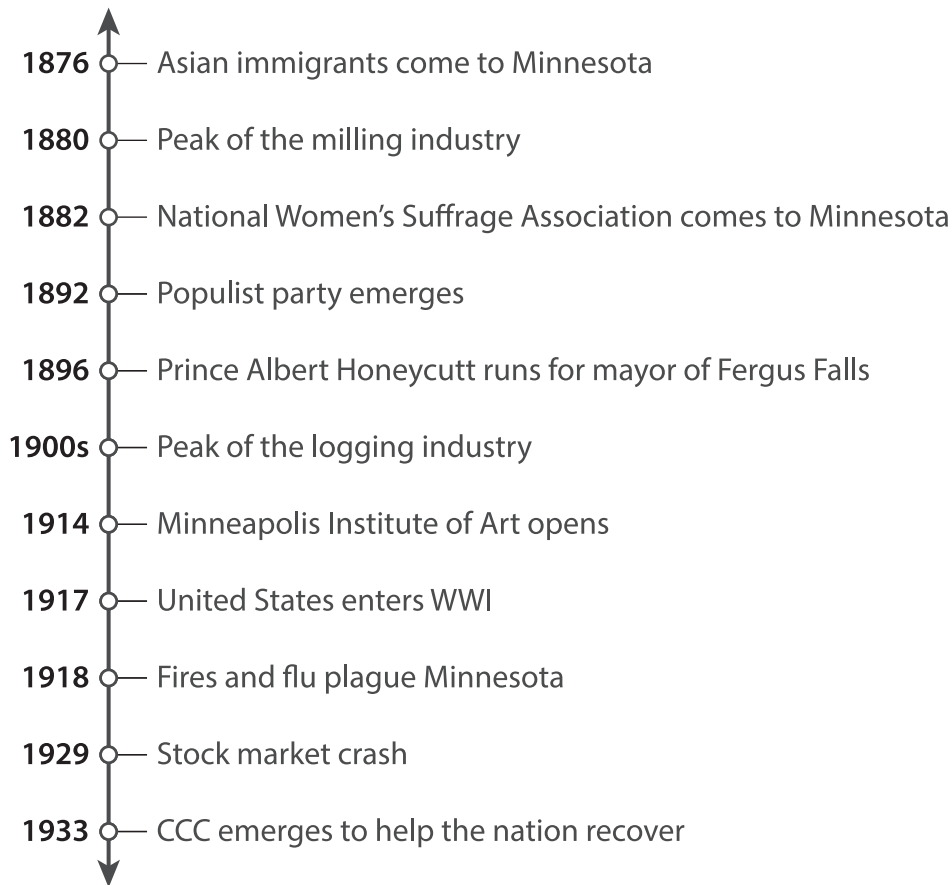 1876 Asian immigrants come to Minnesota
1880 Peak of the milling industry
1882 National Women’s Suffrage Association comes to Minnesota
1892 Populist party emerges
1896 Prince Albert Honeycutt runs for mayor of Fergus Falls
1900s Peak of the logging industry
1914 Minneapolis Institute of Art opens
1917 United States enters WWI
1918 Fires and flu plague Minnesota
1929 Stock market crash
1933 CCC emerges to help the nation recover